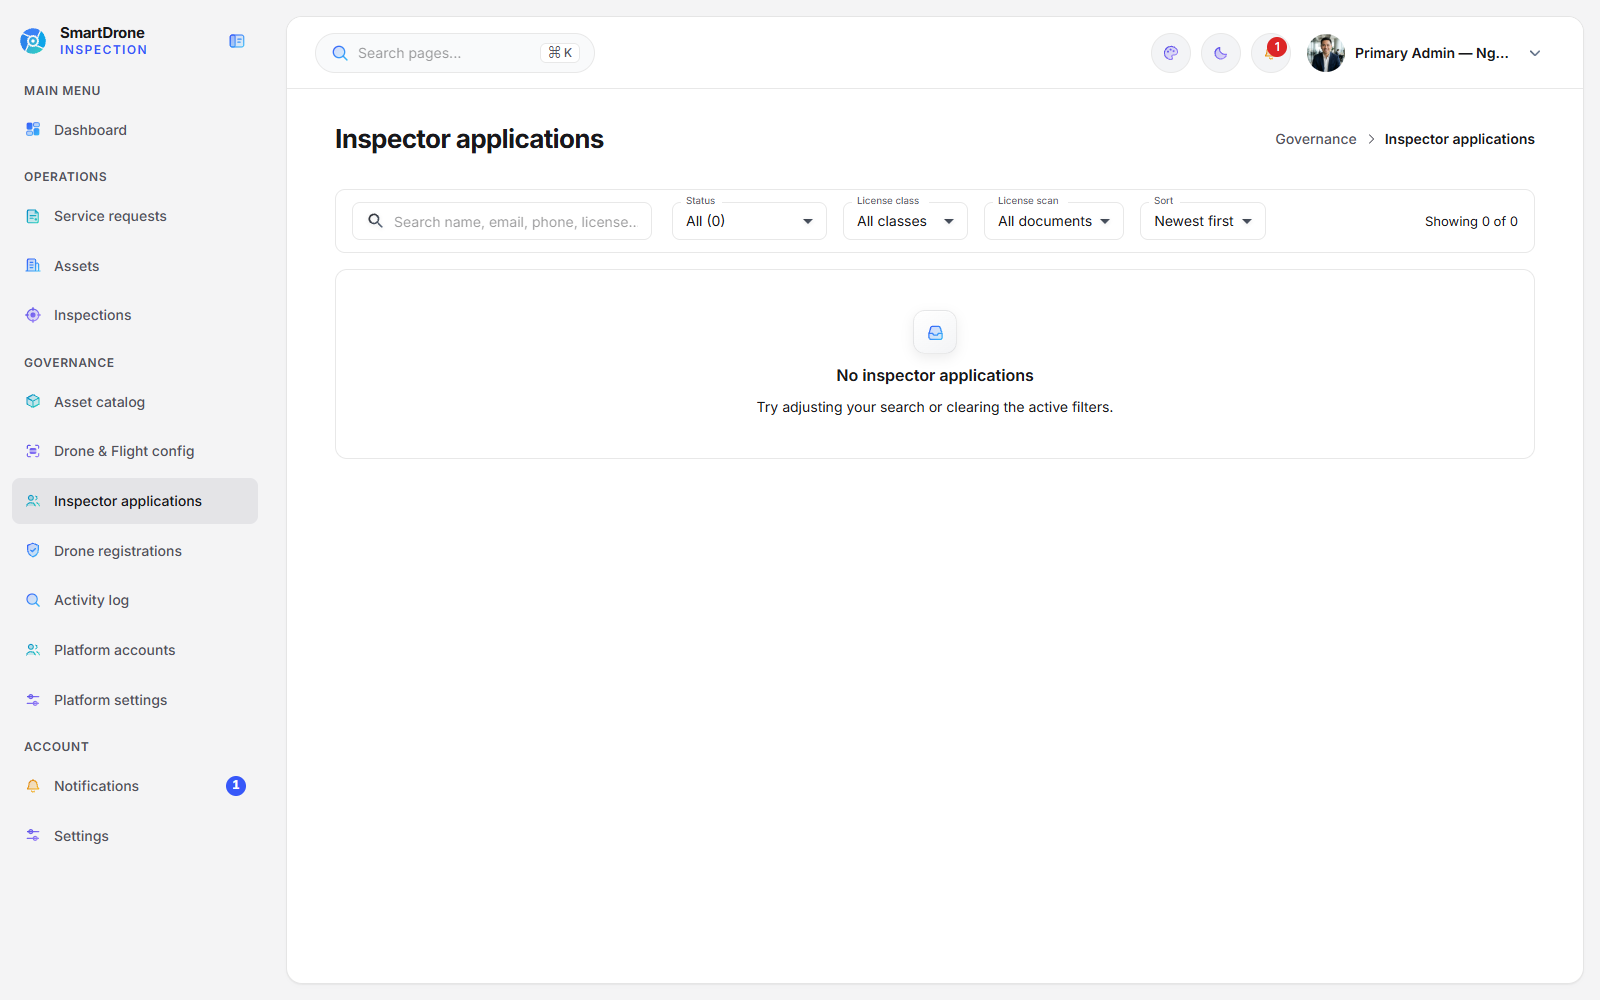 SmartDrone
INSPECTION
MAIN MENU
Dashboard
OPERATIONS
Service requests
Assets
Inspections
GOVERNANCE
Asset catalog
Drone & Flight config
Inspector applications
Drone registrations
Activity log
Platform accounts
Platform settings
ACCOUNT
Notifications
1
Settings
Search pages...
⌘ K
1
Primary Admin — Ng...
Inspector applications
Governance > Inspector applications
Search name, email, phone, license...
Status
All (0)
License class
All classes
License scan
All documents
Sort
Newest first
Showing 0 of 0
No inspector applications
Try adjusting your search or clearing the active filters.